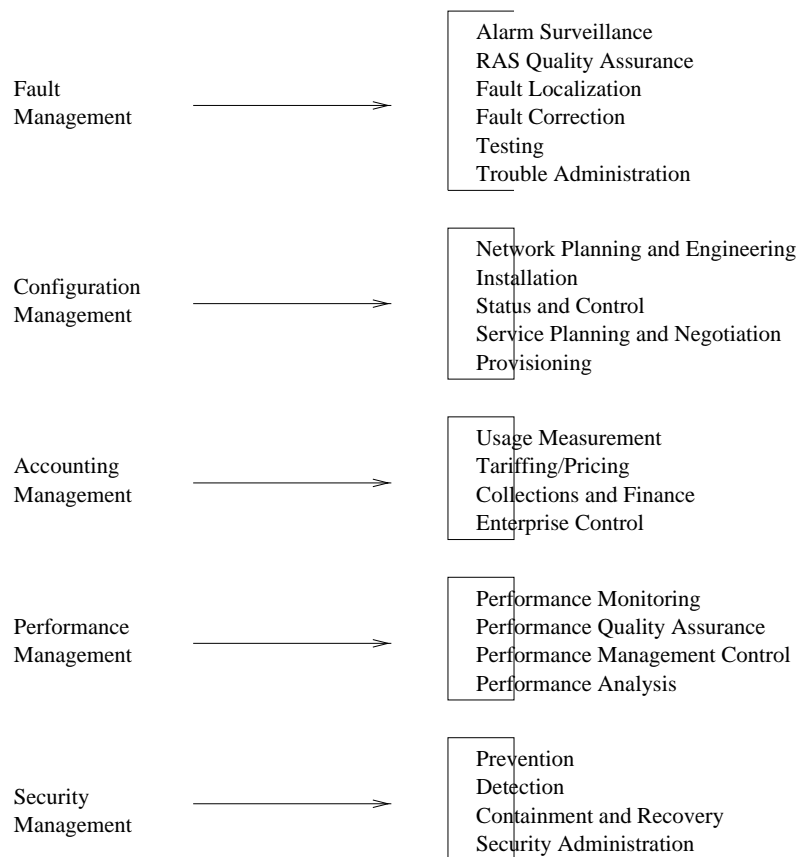 Fault
Management
Alarm Surveillance
RAS Quality Assurance
Fault Localization
Fault Correction
Testing
Trouble Administration
Configuration
Management
Network Planning and Engineering
Installation
Status and Control
Service Planning and Negotiation
Provisioning
Accounting
Management
Usage Measurement
Tariffing/Pricing
Collections and Finance
Enterprise Control
Performance
Management
Performance Monitoring
Performance Quality Assurance
Performance Management Control
Performance Analysis
Security
Management
Prevention
Detection
Containment and Recovery
Security Administration